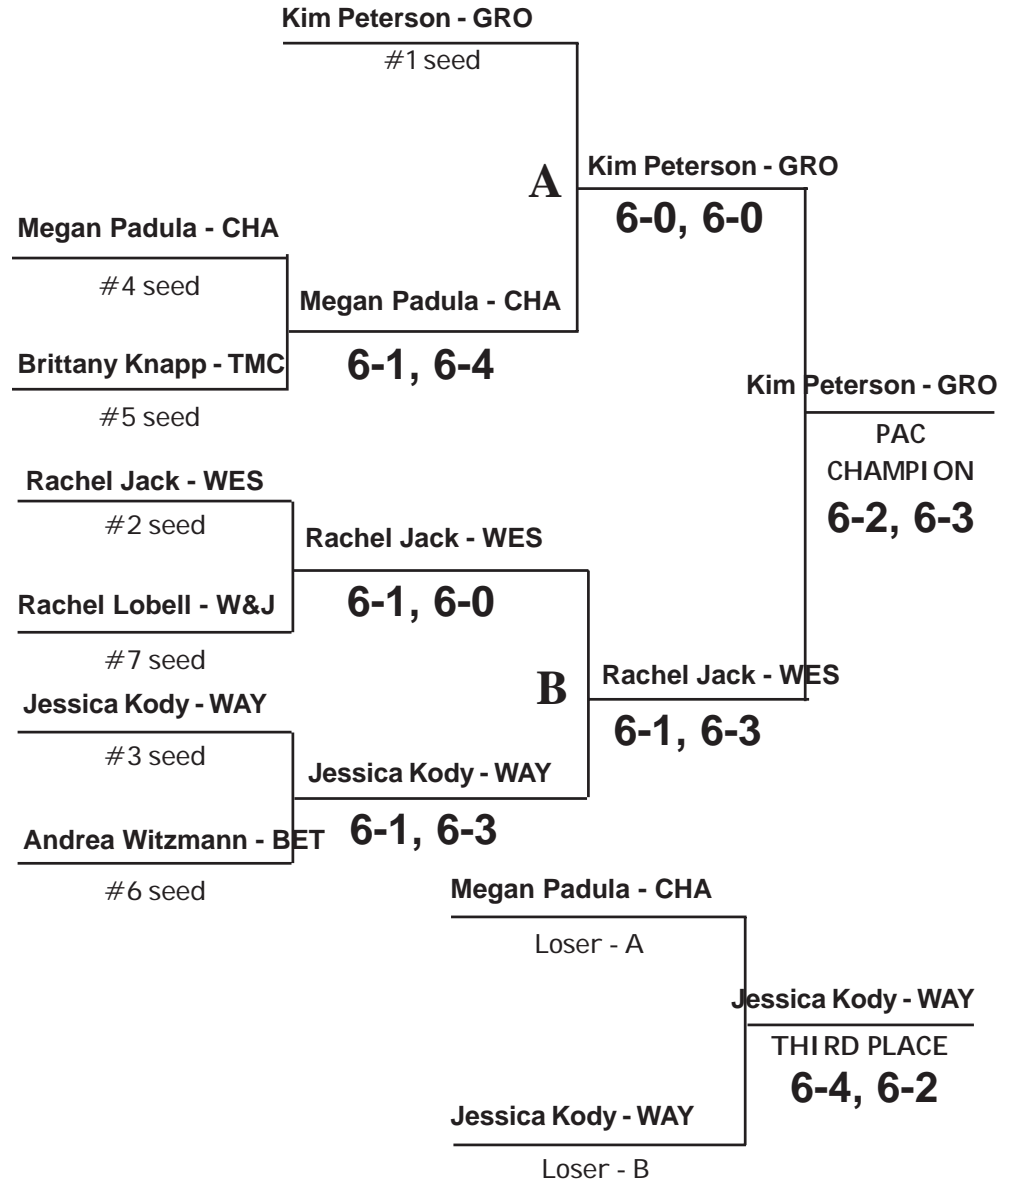 Kim Peterson - GRO
#1 seed
A
Kim Peterson - GRO
6-0, 6-0
Megan Padula - CHA
#4 seed
Megan Padula - CHA
6-1, 6-4
Brittany Knapp - TMC
#5 seed
Kim Peterson - GRO
PAC
CHAMPION
6-2, 6-3
Rachel Jack - WES
#2 seed
Rachel Jack - WES
6-1, 6-0
Rachel Lobell - W&J
#7 seed
B
Rachel Jack - WES
6-1, 6-3
Jessica Kody - WAY
#3 seed
Jessica Kody - WAY
6-1, 6-3
Andrea Witzmann - BET
#6 seed
Megan Padula - CHA
Loser - A
Jessica Kody - WAY
THIRD PLACE
6-4, 6-2
Jessica Kody - WAY
Loser - B